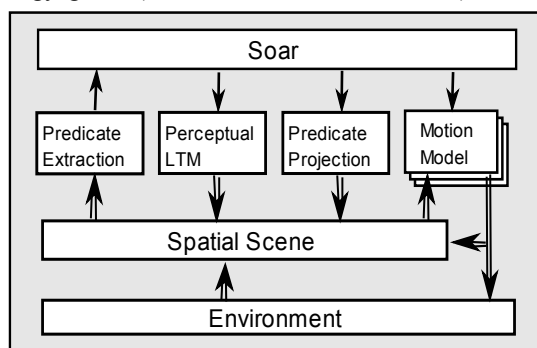 Soar
Predicate
Extraction
Perceptual
LTM
Predicate
Projection
Motion
Model
Spatial Scene
Environment